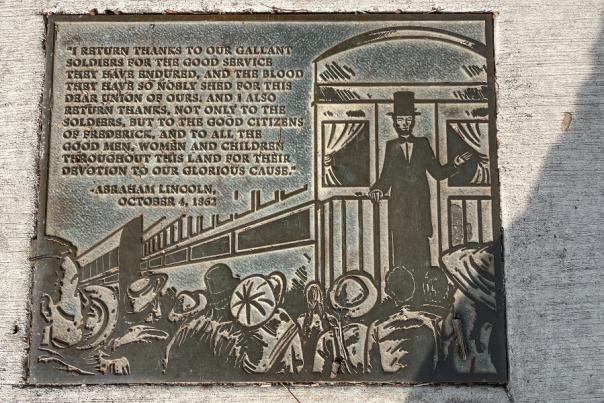 "I RETURN THANKS TO OUR GALLANT
SOLDIERS FOR THE GOOD SERVICE
THEY HAVE ENDURED, AND THE BLOOD
THEY HAVE SO NOBLY SHED FOR THIS
DEAR UNION OF OURS; AND I ALSO
RETURN THANKS, NOT ONLY TO THE
SOLDIERS, BUT TO THE GOOD CITIZENS
OF FREDERICK, AND TO ALL THE
GOOD MEN, WOMEN AND CHILDREN
THROUGHOUT THIS LAND FOR THEIR
DEVOTION TO OUR GLORIOUS CAUSE."
-ABRAHAM LINCOLN,
OCTOBER 4, 1862